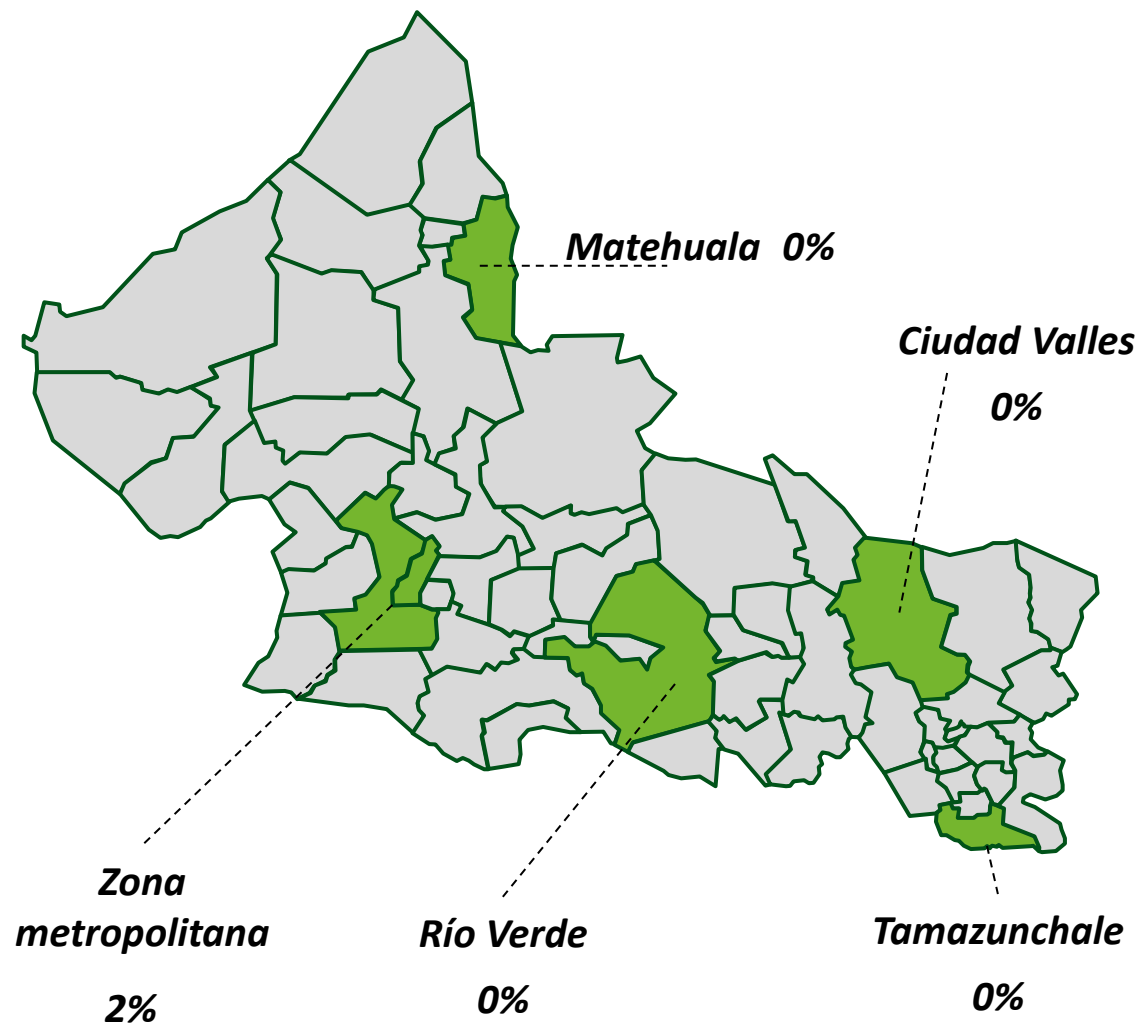 Matehuala 0%
Ciudad Valles
0%
Zona
metropolitana
2%
Río Verde
0%
Tamazunchale
0%